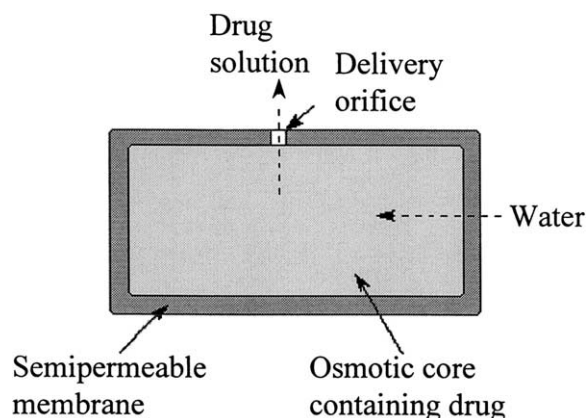 Drug
solution
Delivery
orifice
Water
Semipermeable
membrane
Osmotic core
containing drug